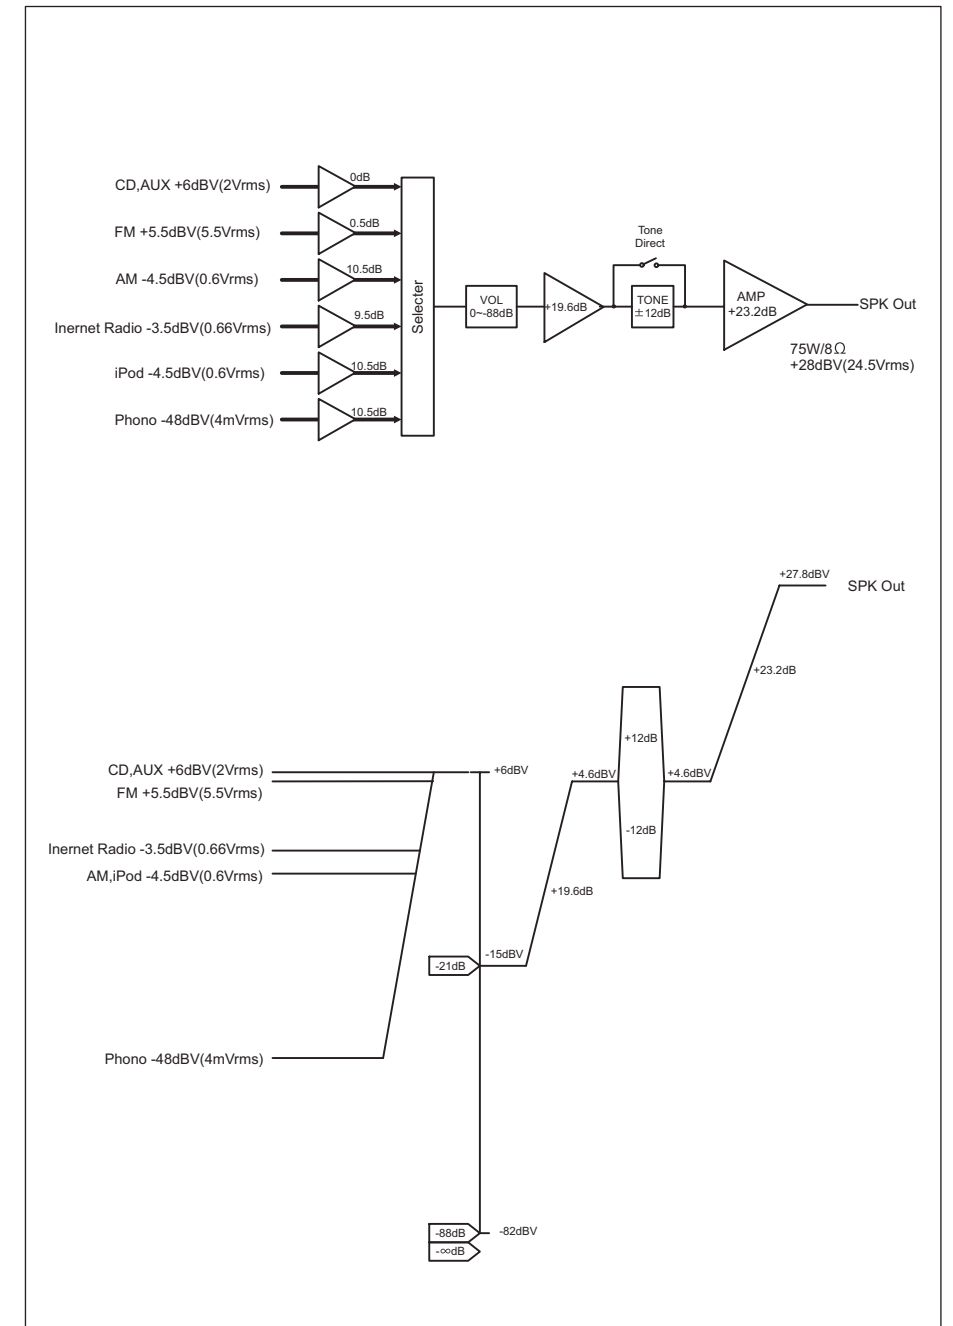 CD,AUX +6dBV(2Vrms)
0dB
FM +5.5dBV(5.5Vrms)
0.5dB
AM -4.5dBV(0.6Vrms)
10.5dB
Inernet Radio -3.5dBV(0.66Vrms)
9.5dB
iPod -4.5dBV(0.6Vrms)
10.5dB
Phono -48dBV(4mVrms)
10.5dB
Selecter
VOL
0~-88dB
+19.6dB
Tone
Direct
TONE
±12dB
AMP
+23.2dB
SPK Out
75W/8Ω
+28dBV(24.5Vrms)
+27.8dBV
SPK Out
+23.2dB
+12dB
CD,AUX +6dBV(2Vrms)
+6dBV
+4.6dBV
+4.6dBV
FM +5.5dBV(5.5Vrms)
-12dB
Inernet Radio -3.5dBV(0.66Vrms)
AM,iPod -4.5dBV(0.6Vrms)
+19.6dB
-15dBV
-21dB
Phono -48dBV(4mVrms)
-88dB
-82dBV
-∞dB